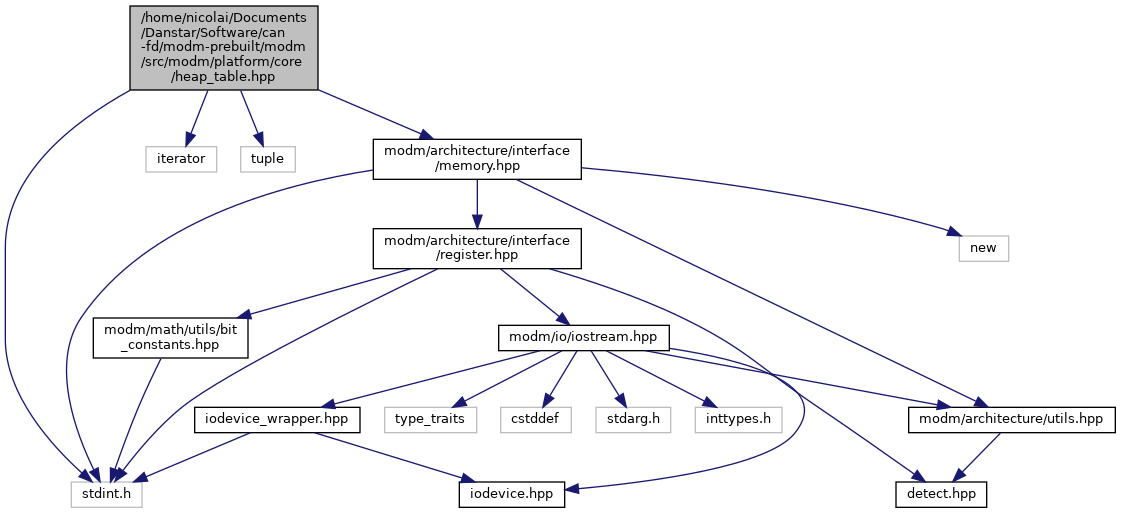 /home/nicolai/Documents
/Danstar/Software/can
-fd/modm-prebuilt/modm
/src/modm/platform/core
/heap_table.hpp
iterator
tuple
modm/architecture/interface
/memory.hpp
modm/architecture/interface
/register.hpp
new
modm/math/utils/bit
_constants.hpp
modm/io/iostream.hpp
iodevice_wrapper.hpp
type_traits
cstddef
stdarg.h
inttypes.h
modm/architecture/utils.hpp
stdint.h
iodevice.hpp
detect.hpp